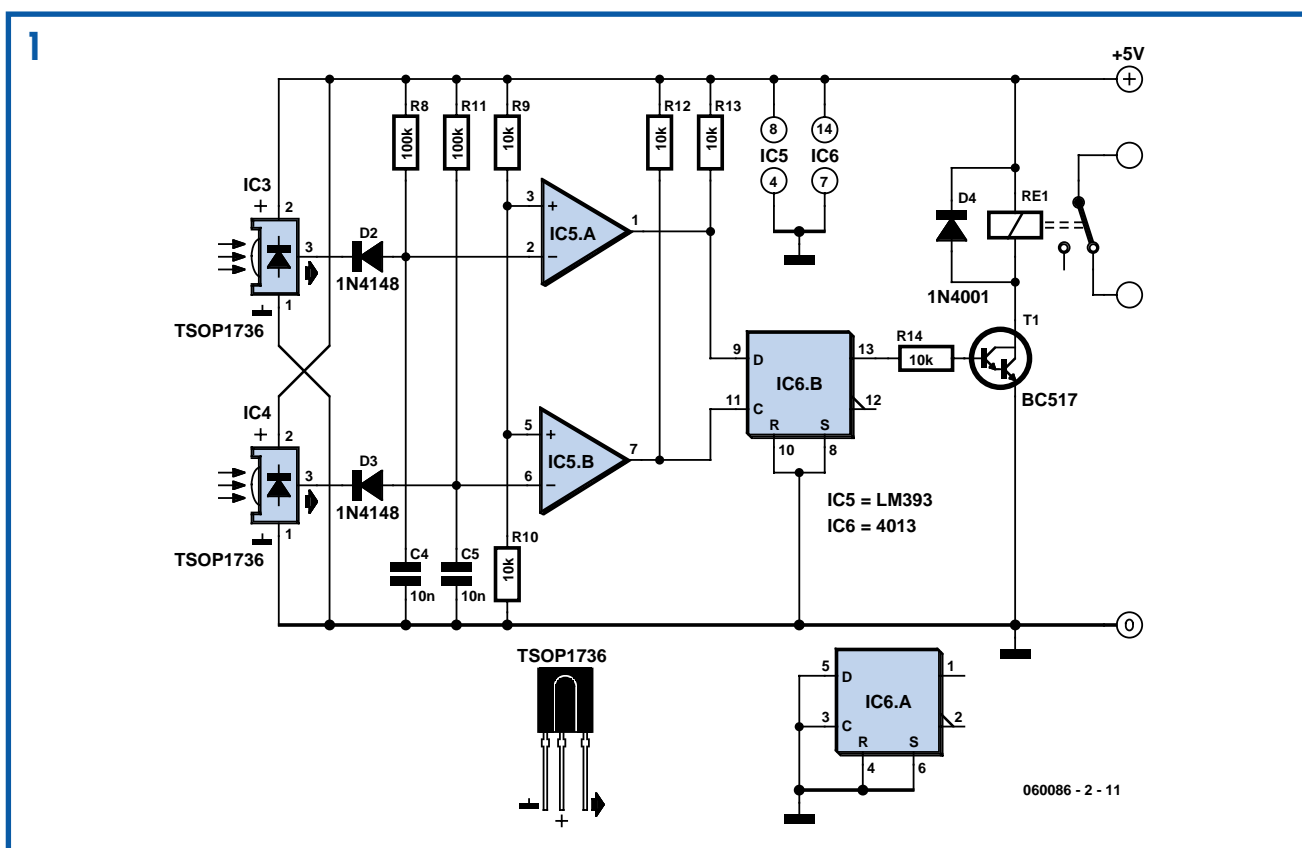 1
+5V
R8
R11
R9
R12
R13
100k
100k
10k
10k
10k
8
14
IC5
IC6
4
7
IC3
+
2
3
1
TSOP1736
D2
1N4148
3
+
IC5.A
1
2
−
D4
RE1
1N4001
T1
R14
10k
BC517
9
D
13
IC6.B
11
C
12
R
S
10
8
IC4
+
2
3
1
TSOP1736
D3
1N4148
5
+
IC5.B
7
6
−
IC5 = LM393
IC6 = 4013
R10
10k
C4
10n
C5
10n
0
TSOP1736
+
5
D
1
IC6.A
3
C
2
R
S
4
6
060086 - 2 - 11
+